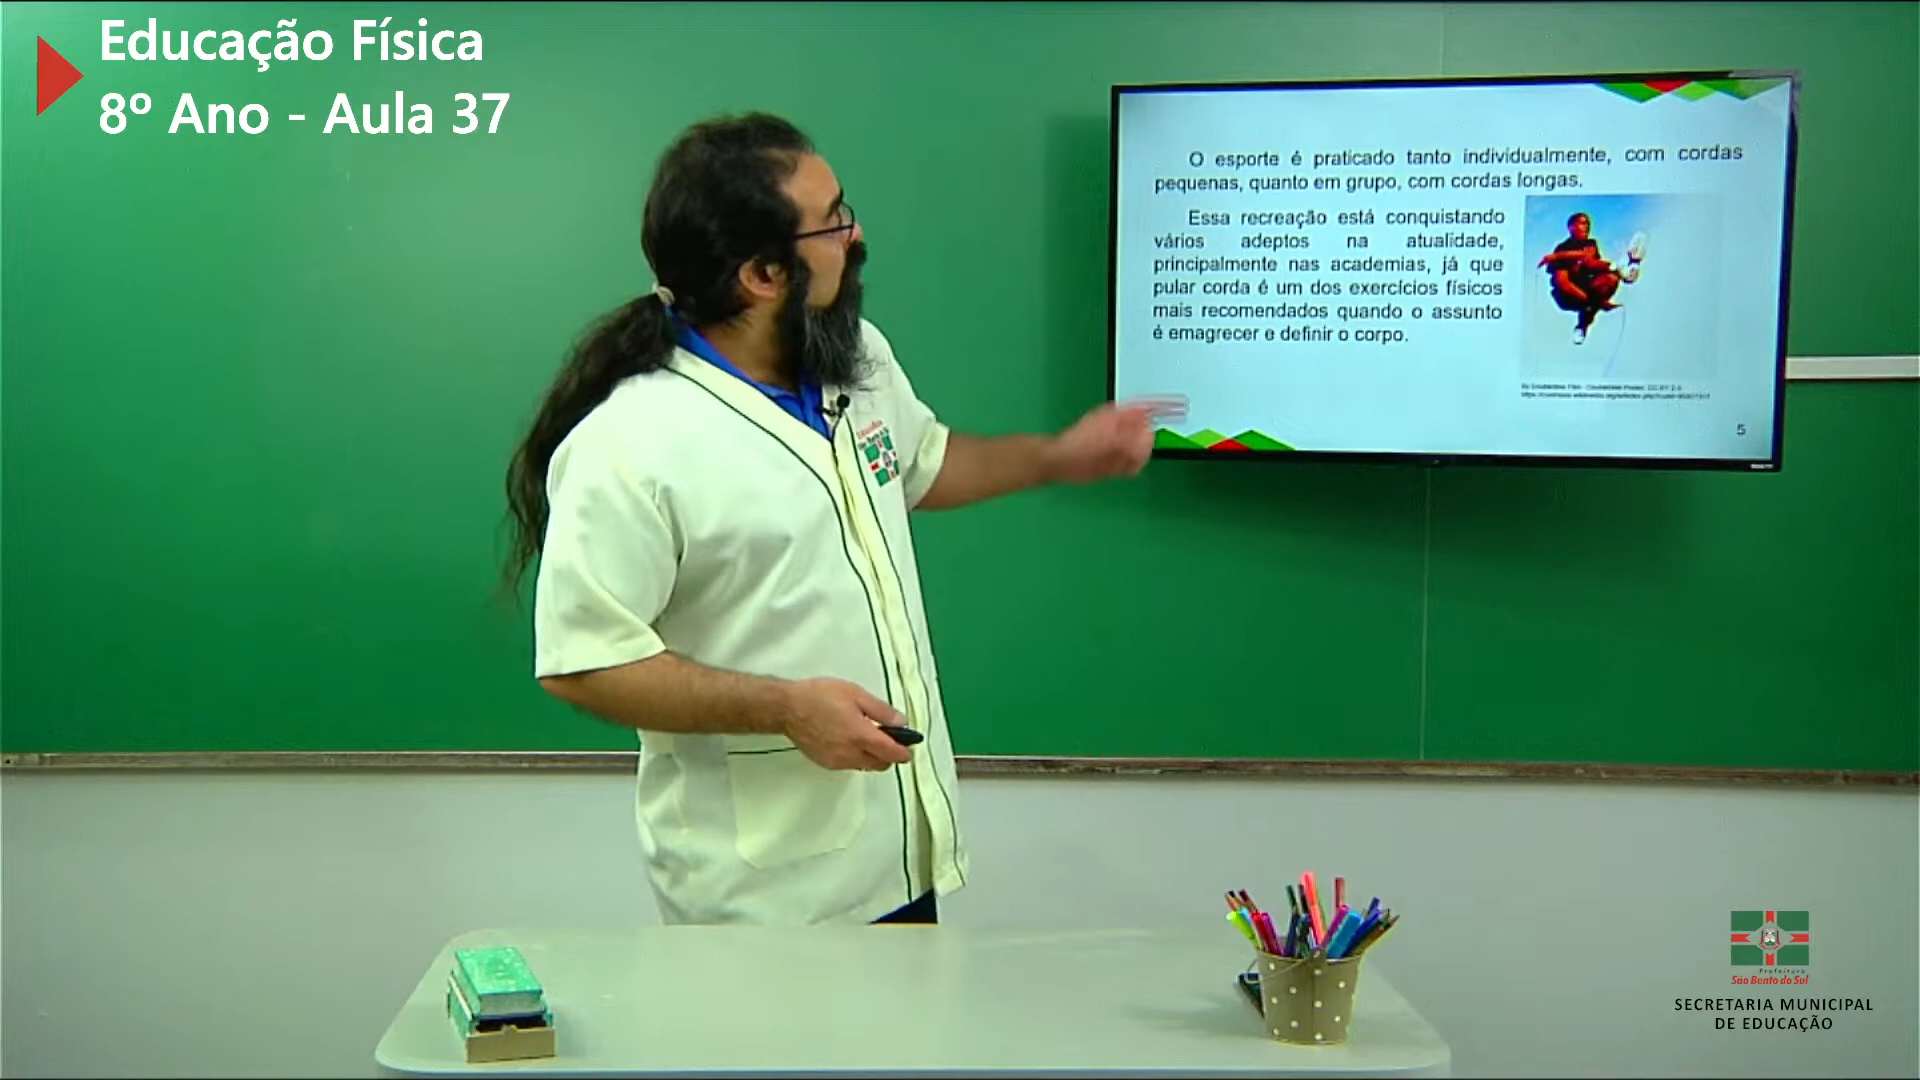 Educação Física
8º Ano - Aula 37
O esporte é praticado tanto individualmente, com cordas
pequenas, quanto em grupo, com cordas longas.
Essa recreação está conquistando
vários adeptos na atualidade,
principalmente nas academias, já que
pular corda é um dos exercícios físicos
mais recomendados quando o assunto
é emagrecer e definir o corpo.
5
Prefeitura
São Bento do Sul
SECRETARIA MUNICIPAL
DE EDUCAÇÃO